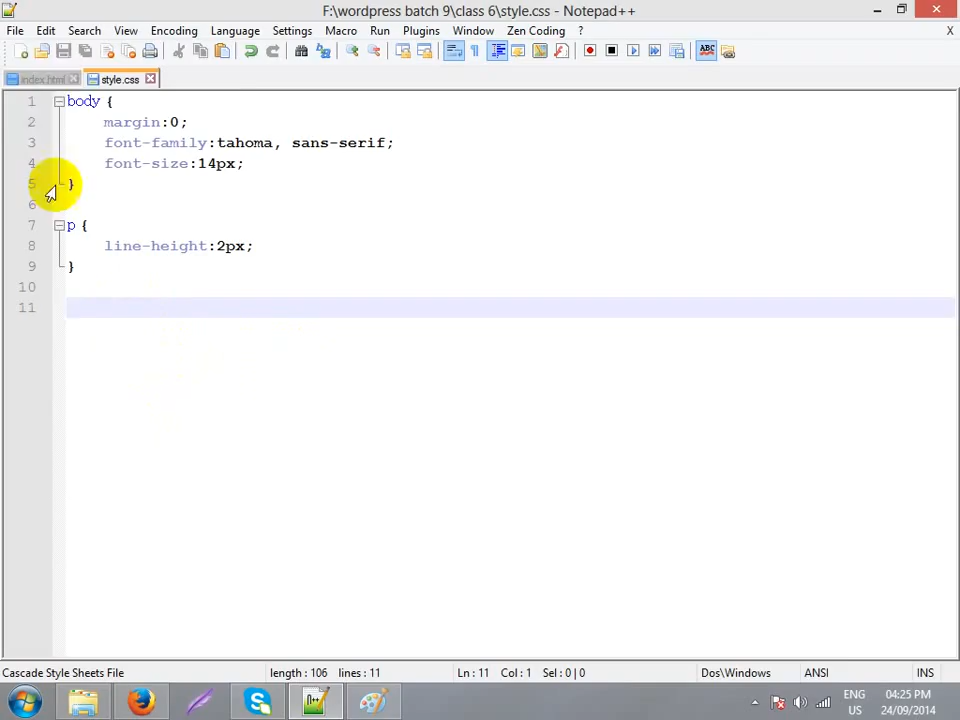 F:\wordpress batch 9\class 6\style.css - Notepad++
File Edit Search View Encoding Language Settings Macro Run Plugins Window Zen Coding ? X
index.html style.css
1 body {
2 margin:0;
3 font-family:tahoma, sans-serif;
4 font-size:14px;
5 }
6
7 p {
8 line-height:2px;
9 }
10
11
Cascade Style Sheets File length : 106 lines : 11 Ln : 11 Col : 1 Sel : 0 | 0 Dos\Windows ANSI INS
ENG 04:25 PM
US 24/09/2014